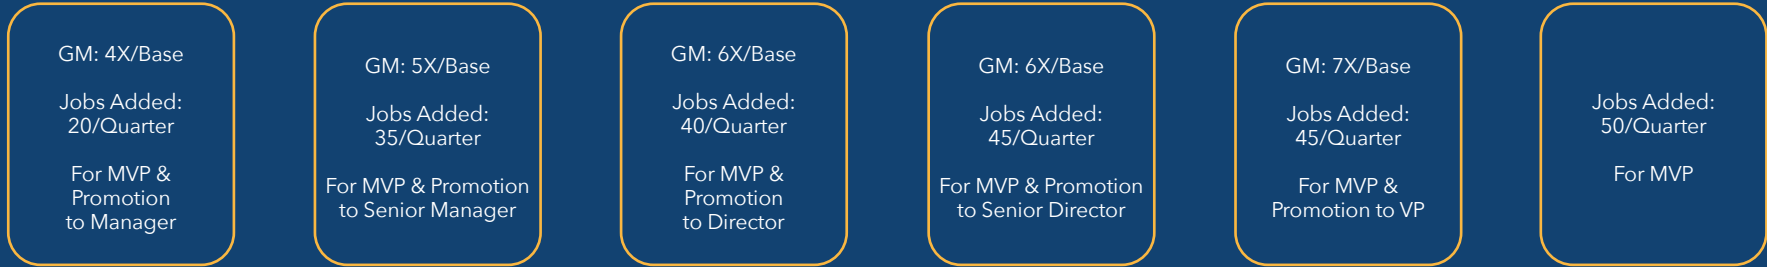 GM: 4X/Base
Jobs Added:
20/Quarter
For MVP &
Promotion
to Manager
GM: 5X/Base
Jobs Added:
35/Quarter
For MVP & Promotion
to Senior Manager
GM: 6X/Base
Jobs Added:
40/Quarter
For MVP &
Promotion
to Director
GM: 6X/Base
Jobs Added:
45/Quarter
For MVP & Promotion
to Senior Director
GM: 7X/Base
Jobs Added:
45/Quarter
For MVP &
Promotion to VP
Jobs Added:
50/Quarter
For MVP